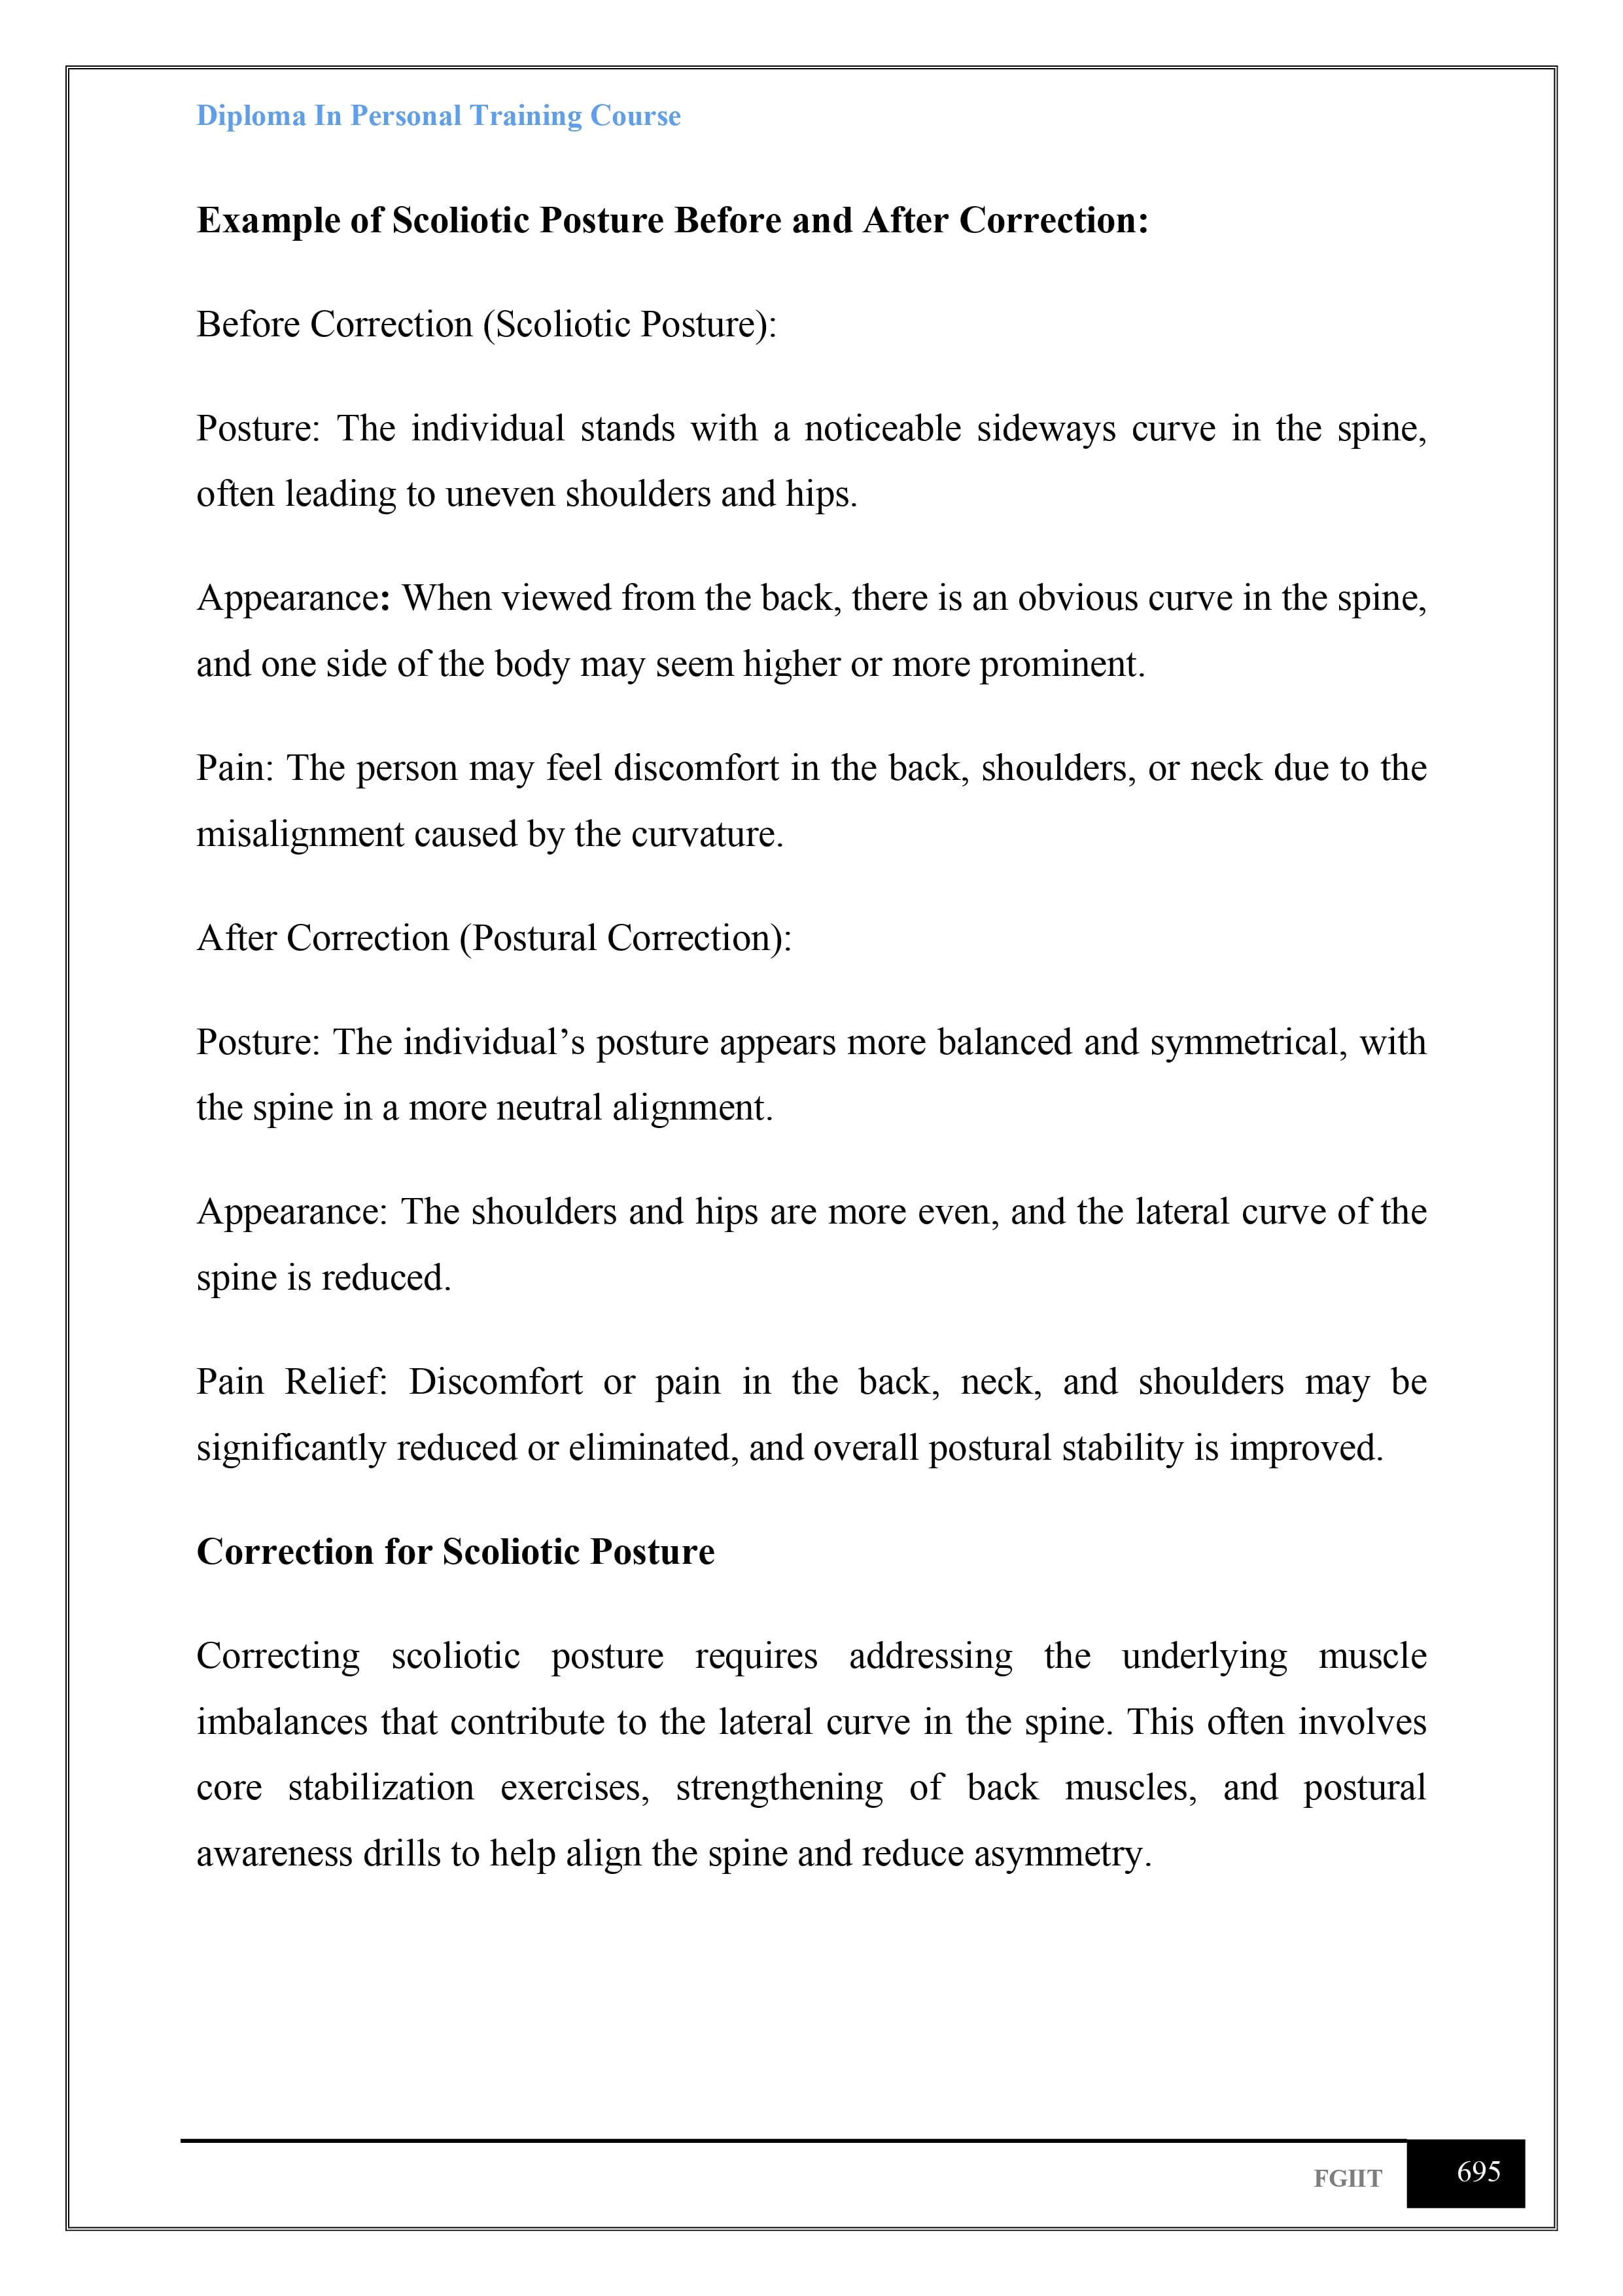 Diploma In Personal Training Course
Example of Scoliotic Posture Before and After Correction:
Before Correction (Scoliotic Posture):
Posture: The individual stands with a noticeable sideways curve in the spine,
often leading to uneven shoulders and hips.
Appearance: When viewed from the back, there is an obvious curve in the spine,
and one side of the body may seem higher or more prominent.
Pain: The person may feel discomfort in the back, shoulders, or neck due to the
misalignment caused by the curvature.
After Correction (Postural Correction):
Posture: The individual’s posture appears more balanced and symmetrical, with
the spine in a more neutral alignment.
Appearance: The shoulders and hips are more even, and the lateral curve of the
spine is reduced.
Pain Relief: Discomfort or pain in the back, neck, and shoulders may be
significantly reduced or eliminated, and overall postural stability is improved.
Correction for Scoliotic Posture
Correcting scoliotic posture requires addressing the underlying muscle
imbalances that contribute to the lateral curve in the spine. This often involves
core stabilization exercises, strengthening of back muscles, and postural
awareness drills to help align the spine and reduce asymmetry.
FGIIT 695